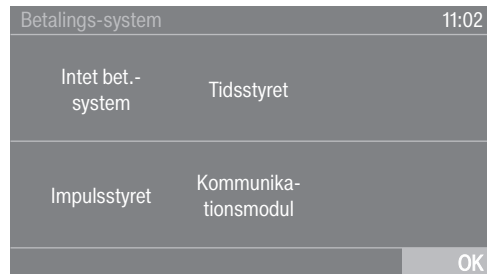 Betalings-system 11:02
Intet bet.-
system
Tidsstyret
Impulsstyret
Kommunika-
tionsmodul
OK